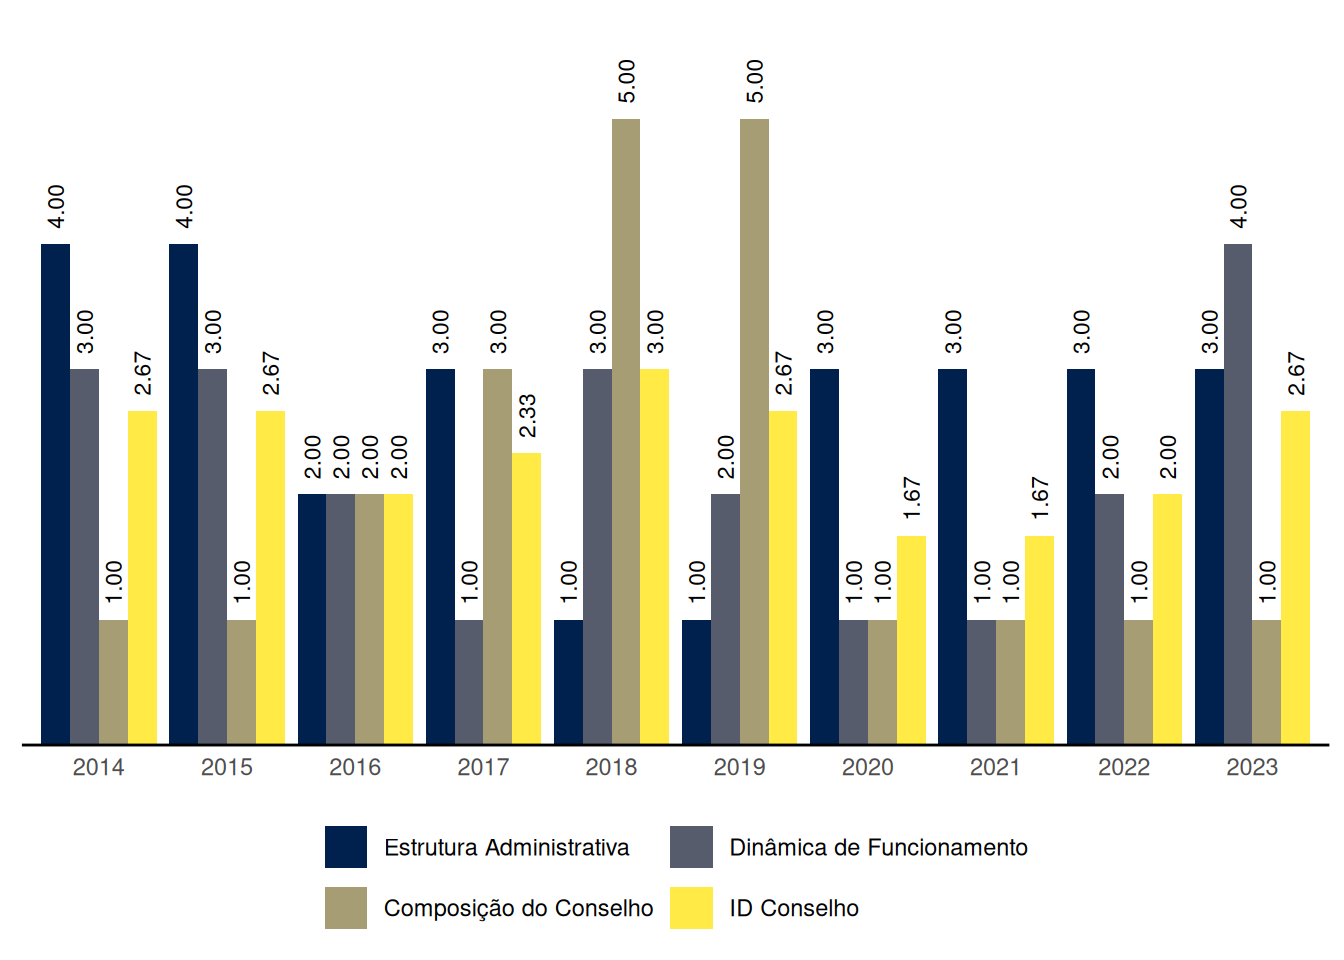 5.00 5.00
4.00 4.00 4.00
3.00 3.00 3.00 3.00 3.00 3.00 3.00 3.00 3.00 3.00
2.67 2.67 2.67 2.67
2.33
2.00 2.00 2.00 2.00 2.00 2.00 2.00
1.67 1.67
1.00 1.00 1.00 1.00 1.00 1.00 1.00 1.00 1.00 1.00 1.00
2014 2015 2016 2017 2018 2019 2020 2021 2022 2023
Estrutura Administrativa Dinâmica de Funcionamento
Composição do Conselho ID Conselho